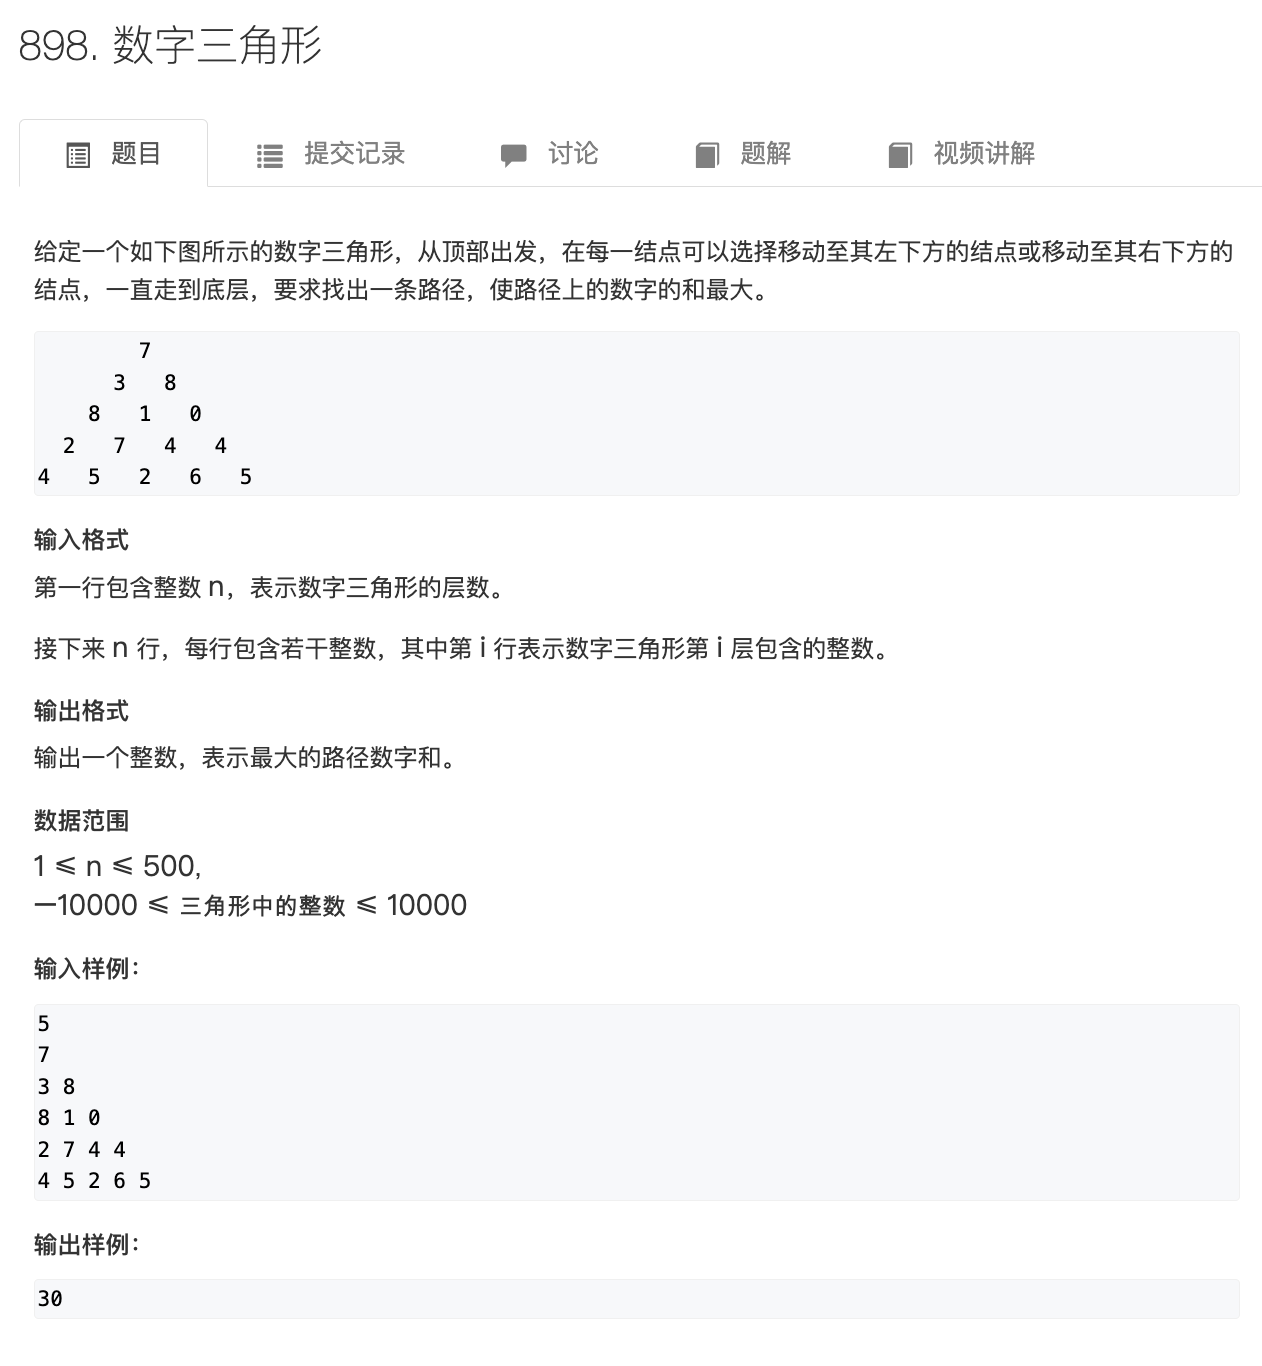 898. 数字三角形
题目 提交记录 讨论 题解 视频讲解
给定一个如下图所示的数字三角形，从顶部出发，在每一结点可以选择移动至其左下方的结点或移动至其右下方的
结点，一直走到底层，要求找出一条路径，使路径上的数字的和最大。
7
3 8
8 1 0
2 7 4 4
4 5 2 6 5
输入格式
第一行包含整数 n，表示数字三角形的层数。
接下来 n 行，每行包含若干整数，其中第 i 行表示数字三角形第 i 层包含的整数。
输出格式
输出一个整数，表示最大的路径数字和。
数据范围
1 ⩽ n ⩽ 500,
−10000 ⩽ 三角形中的整数 ⩽ 10000
输入样例：
5
7
3 8
8 1 0
2 7 4 4
4 5 2 6 5
输出样例：
30